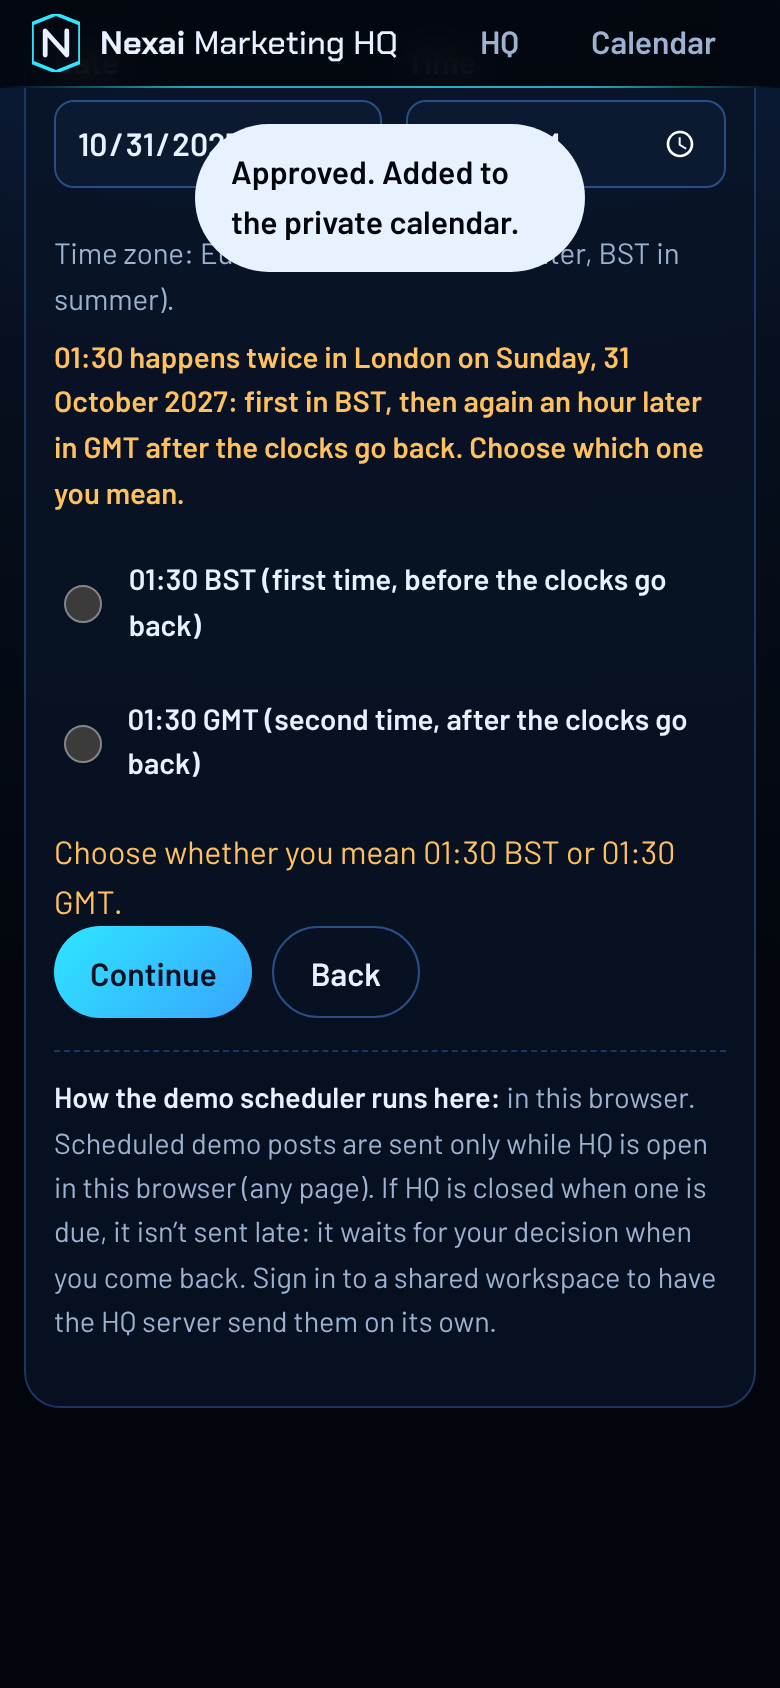 Nexai Marketing HQ HQ Calendar
10/31/202
Approved. Added to
the private calendar.
Time zone: BST in
summer).
01:30 happens twice in London on Sunday, 31
October 2027: first in BST, then again an hour later
in GMT after the clocks go back. Choose which one
you mean.
01:30 BST (first time, before the clocks go
back)
01:30 GMT (second time, after the clocks go
back)
Choose whether you mean 01:30 BST or 01:30
GMT.
Continue Back
How the demo scheduler runs here: in this browser.
Scheduled demo posts are sent only while HQ is open
in this browser (any page). If HQ is closed when one is
due, it isn’t sent late: it waits for your decision when
you come back. Sign in to a shared workspace to have
the HQ server send them on its own.